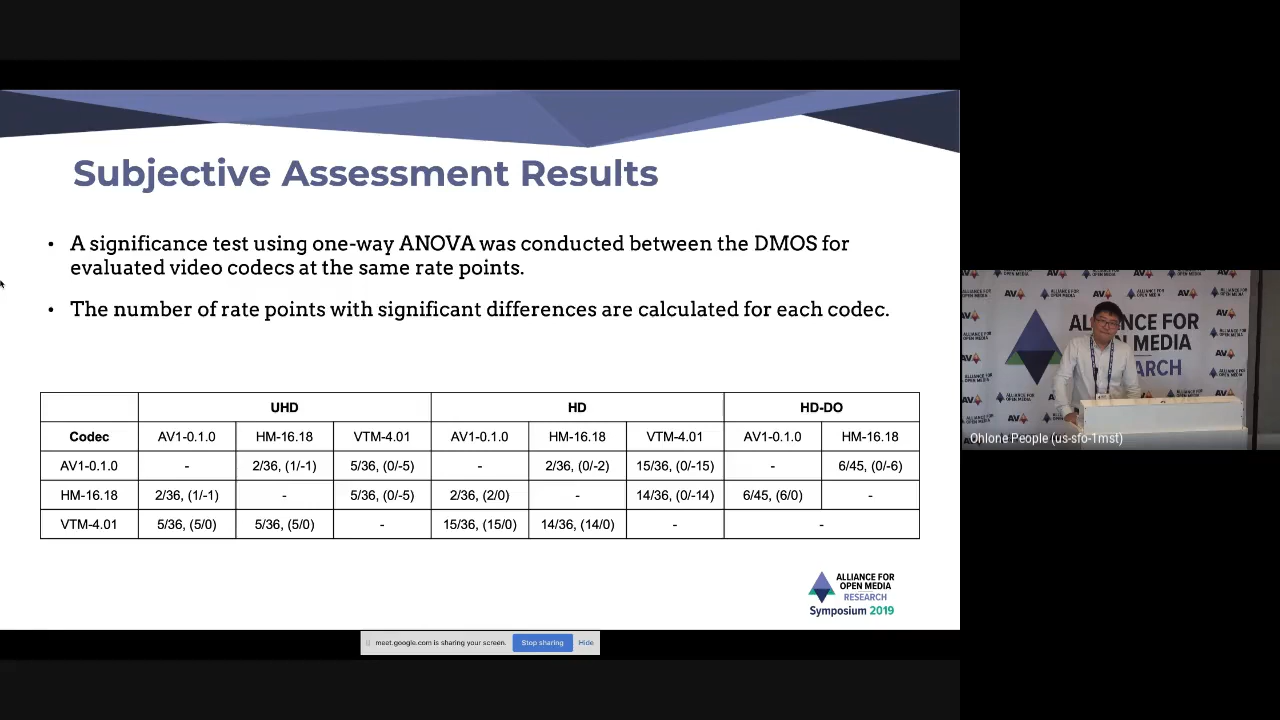 Subjective Assessment Results
• A significance test using one-way ANOVA was conducted between the DMOS for
evaluated video codecs at the same rate points.
• The number of rate points with significant differences are calculated for each codec.
UHD HD HD-DO
Codec AV1-0.1.0 HM-16.18 VTM-4.01 AV1-0.1.0 HM-16.18 VTM-4.01 AV1-0.1.0 HM-16.18
AV1-0.1.0 - 2/36, (1/-1) 5/36, (0/-5) - 2/36, (0/-2) 15/36, (0/-15) - 6/45, (0/-6)
HM-16.18 2/36, (1/-1) - 5/36, (0/-5) 2/36, (2/0) - 14/36, (0/-14) 6/45, (6/0) -
VTM-4.01 5/36, (5/0) 5/36, (5/0) - 15/36, (15/0) 14/36, (14/0) - -
ALLIANCE FOR
OPEN MEDIA
RESEARCH
Symposium 2019
meet.google.com is sharing your screen. Stop sharing Hide
ALLIANCE FOR
OPEN MEDIA
ARCH
AV1
Ohlone People (us-sfo-1mst)